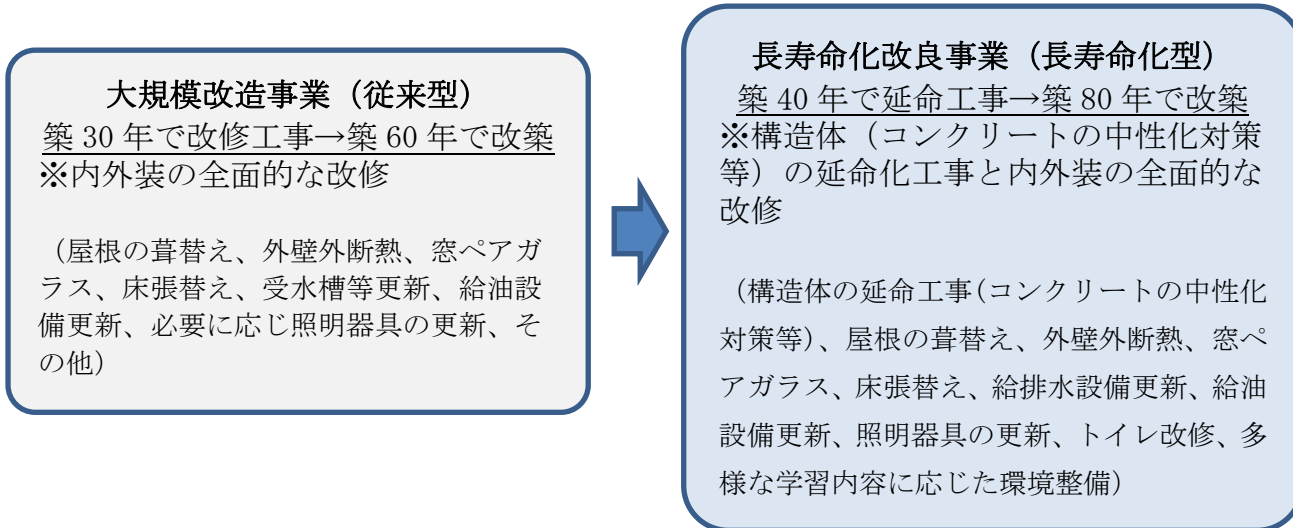 大規模改造事業（従来型）
築 30 年で改修工事→築 60 年で改築
※内外装の全面的な改修
（屋根の葺替え、外壁外断熱、窓ペアガ
ラス、床張替え、受水槽等更新、給油設
備更新、必要に応じ照明器具の更新、そ
の他）
長寿命化改良事業（長寿命化型）
築 40 年で延命工事→築 80 年で改築
※構造体（コンクリートの中性化対策
等）の延命化工事と内外装の全面的な
改修
（構造体の延命工事(コンクリートの中性化
対策等)、屋根の葺替え、外壁外断熱、窓ペ
アガラス、床張替え、給排水設備更新、給油
設備更新、照明器具の更新、トイレ改修、多
様な学習内容に応じた環境整備）